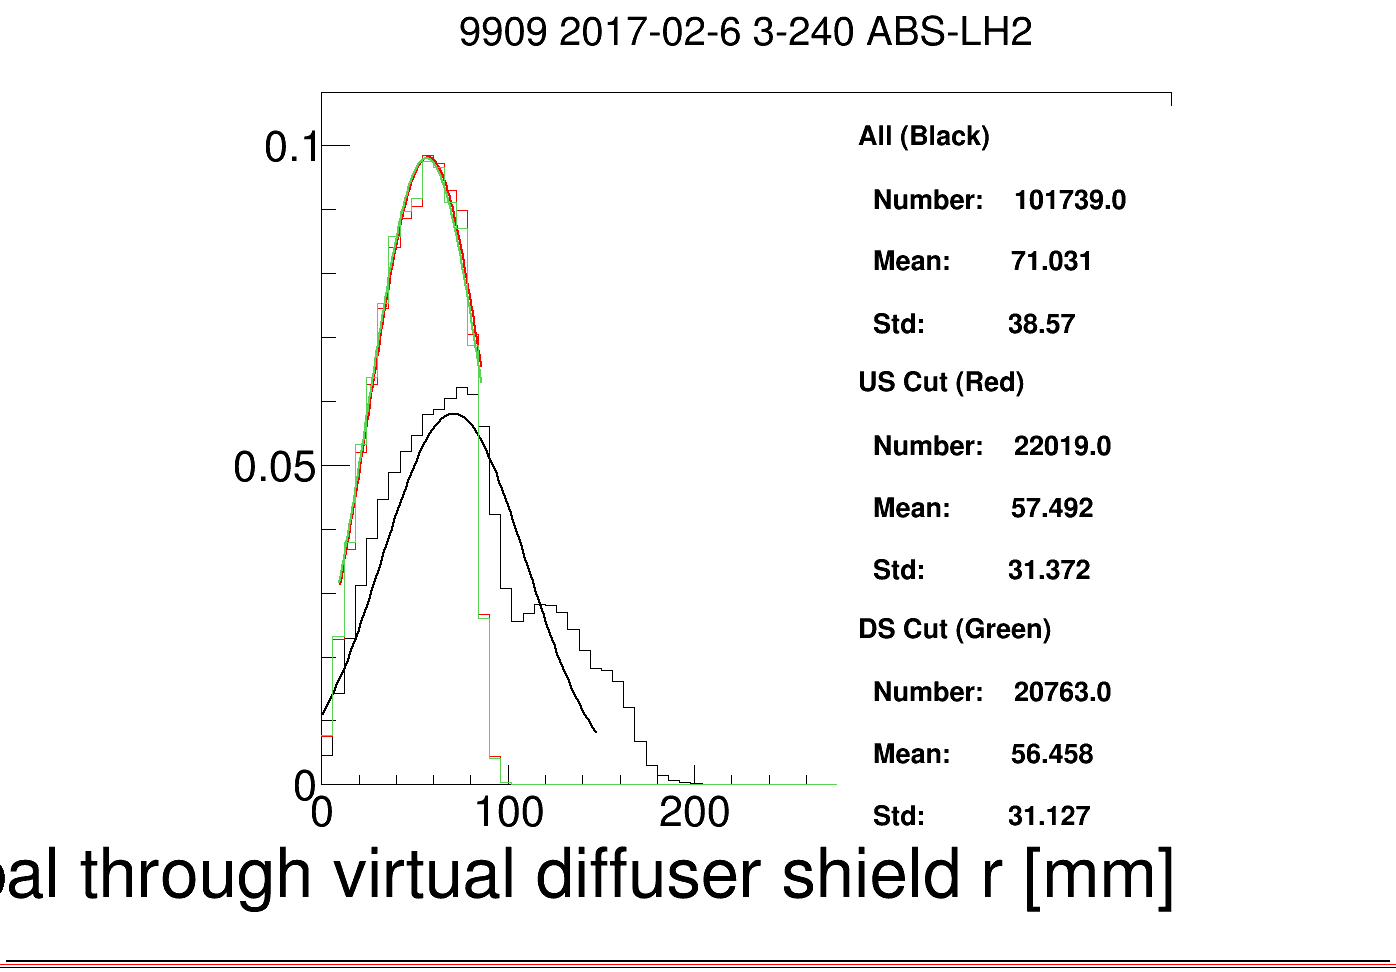 9909 2017-02-6 3-240 ABS-LH2
0.1
0.05
0
0 100 200
All (Black)
Number: 101739.0
Mean: 71.031
Std: 38.57
US Cut (Red)
Number: 22019.0
Mean: 57.492
Std: 31.372
DS Cut (Green)
Number: 20763.0
Mean: 56.458
Std: 31.127
through virtual diffuser shield r [mm]